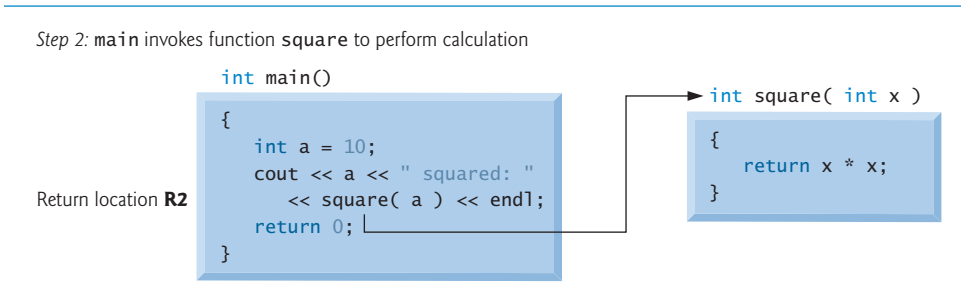 Step 2: main invokes function square to perform calculation
int main()
{
int a = 10;
cout << a << " squared: "
<< square( a ) << endl;
return 0;
}
Return location R2
int square( int x )
{
return x * x;
}